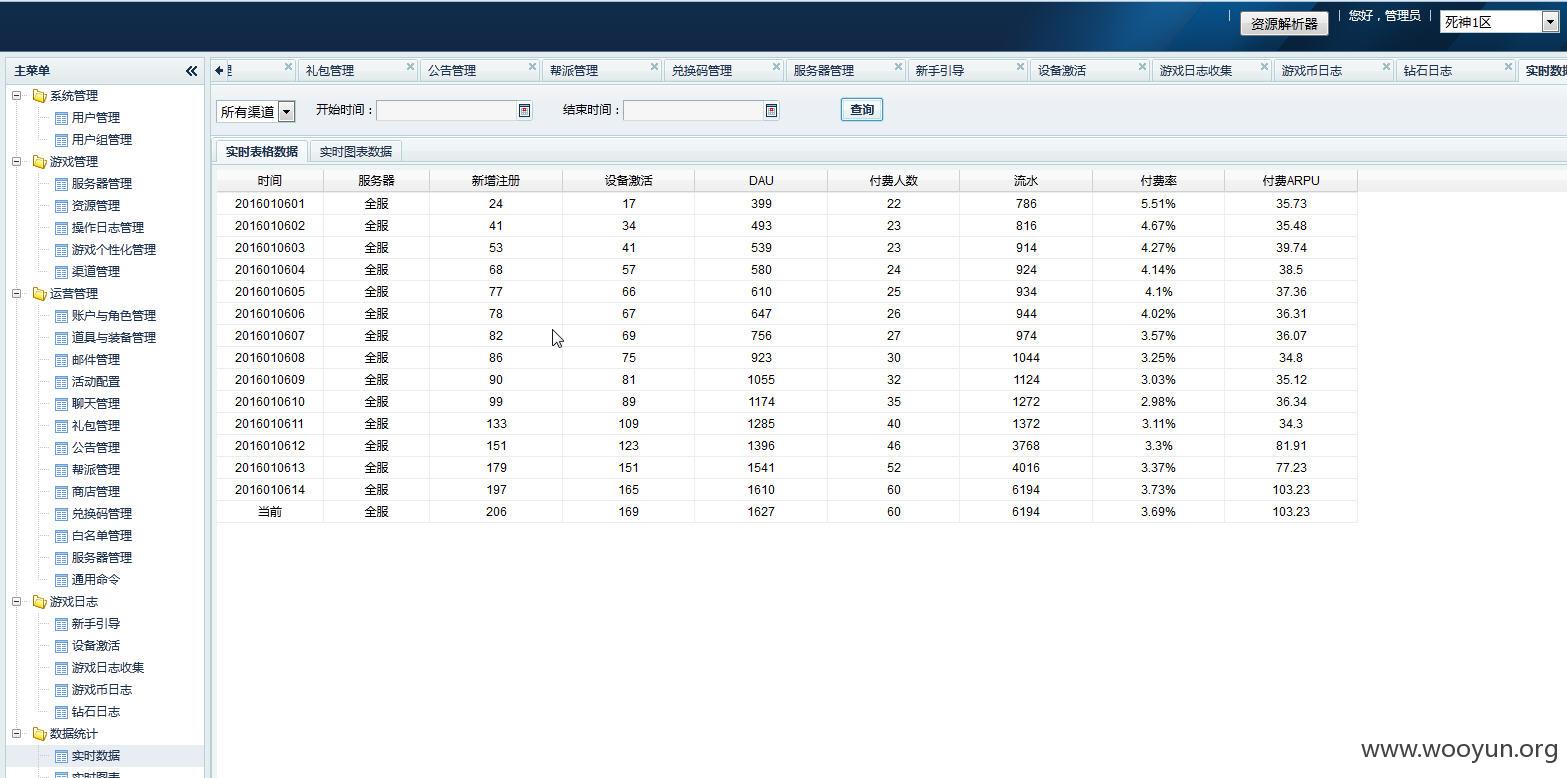 资源解析器 您好，管理员 死神1区
主菜单
礼包管理 公告管理 帮派管理 兑换码管理 服务器管理 新手引导 设备激活 游戏日志收集 游戏币日志 钻石日志 实时数据
所有渠道 开始时间： 结束时间： 查询
实时表格数据 实时图表数据
系统管理
用户管理
用户组管理
游戏管理
服务器管理
资源管理
操作日志管理
游戏个性化管理
渠道管理
运营管理
账户与角色管理
道具与装备管理
邮件管理
活动配置
聊天管理
礼包管理
公告管理
帮派管理
商店管理
兑换码管理
白名单管理
服务器管理
通用命令
游戏日志
新手引导
设备激活
游戏日志收集
游戏币日志
钻石日志
数据统计
实时数据
实时图表
时间 服务器 新增注册 设备激活 DAU 付费人数 流水 付费率 付费ARPU
2016010601 全服 24 17 399 22 786 5.51% 35.73
2016010602 全服 41 34 493 23 816 4.67% 35.48
2016010603 全服 53 41 539 23 914 4.27% 39.74
2016010604 全服 68 57 580 24 924 4.14% 38.5
2016010605 全服 77 66 610 25 934 4.1% 37.36
2016010606 全服 78 67 647 26 944 4.02% 36.31
2016010607 全服 82 69 756 27 974 3.57% 36.07
2016010608 全服 86 75 923 30 1044 3.25% 34.8
2016010609 全服 90 81 1055 32 1124 3.03% 35.12
2016010610 全服 99 89 1174 35 1272 2.98% 36.34
2016010611 全服 133 109 1285 40 1372 3.11% 34.3
2016010612 全服 151 123 1396 46 3768 3.3% 81.91
2016010613 全服 179 151 1541 52 4016 3.37% 77.23
2016010614 全服 197 165 1610 60 6194 3.73% 103.23
当前 全服 206 169 1627 60 6194 3.69% 103.23
www.wooyun.org